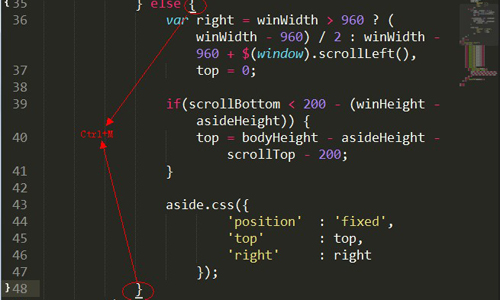 35 } else {
36 var right = winWidth > 960 ? (
winWidth - 960) / 2 : winWidth -
960 + $(window).scrollLeft(),
37 top = 0;
38
39 if(scrollBottom < 200 - (winHeight -
asideHeight)) {
40 top = bodyHeight - asideHeight -
scrollTop - 200;
41 }
42
43 aside.css({
44 'position' : 'fixed',
45 'top' : top,
46 'right' : right
47 });
}48 }
Ctrl+M